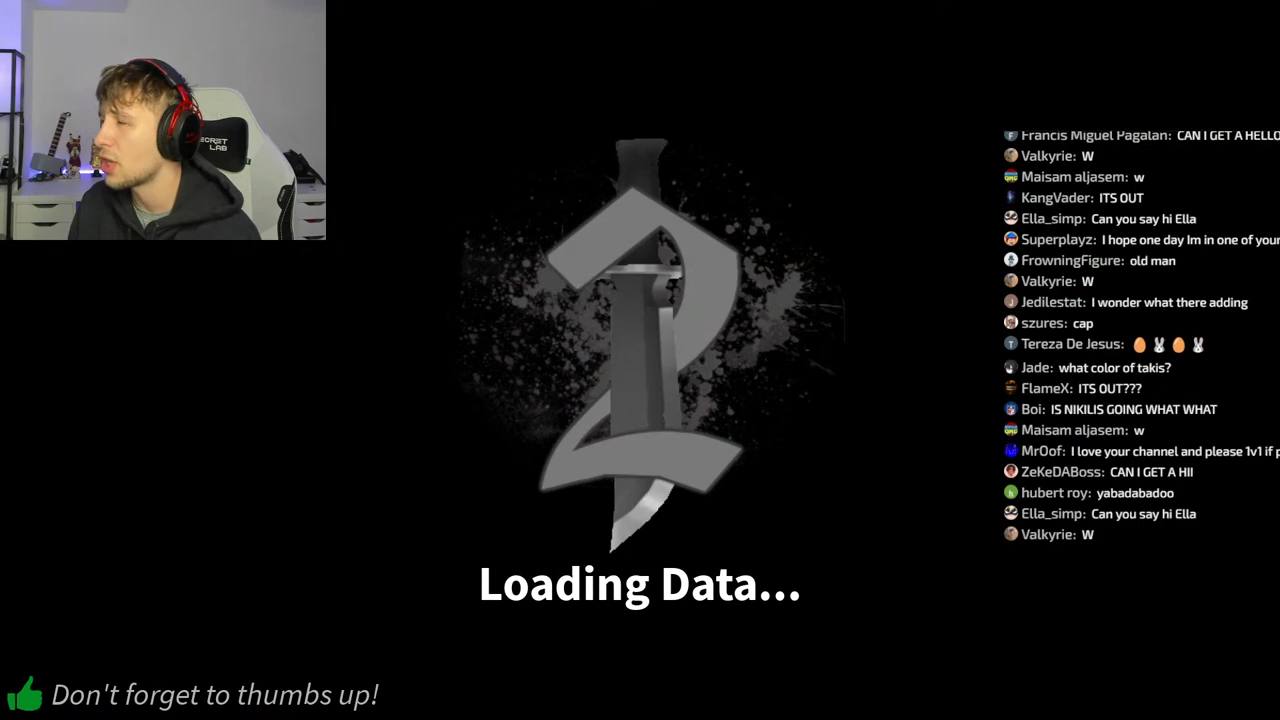 SECRET
LAB
2
Francis Miguel Pagalan: CAN I GET A HELLO
Valkyrie: W
Maisam aljasem: w
KangVader: ITS OUT
Ella_simp: Can you say hi Ella
Superplayz: I hope one day Im in one of your
FrowningFigure: old man
Valkyrie: W
Jedilestat: I wonder what there adding
szures: cap
Tereza De Jesus: 🥚 🐰 🥚 🐰
Jade: what color of takis?
FlameX: ITS OUT???
Boi: IS NIKILIS GOING WHAT WHAT
Maisam aljasem: w
MrOof: I love your channel and please 1v1 if p
ZeKeDABoss: CAN I GET A HII
hubert roy: yabadabadoo
Ella_simp: Can you say hi Ella
Valkyrie: W
Loading Data...
Don't forget to thumbs up!